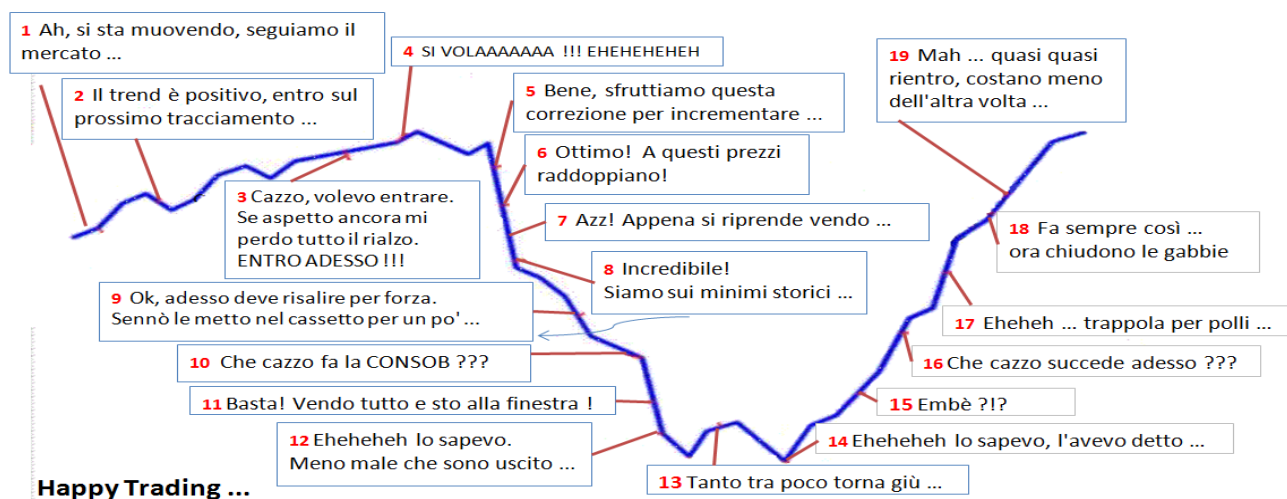 1 Ah, si sta muovendo, seguiamo il
mercato ...
2 Il trend è positivo, entro sul
prossimo tracciamento ...
3 Cazzo, volevo entrare.
Se aspetto ancora mi
perdo tutto il rialzo.
ENTRO ADESSO !!!
4 SI VOLAAAAAAA !!! EHEHEHEHEH
5 Bene, sfruttiamo questa
correzione per incrementare ...
6 Ottimo! A questi prezzi
raddoppiano!
7 Azz! Appena si riprende vendo ...
8 Incredibile!
Siamo sui minimi storici ...
9 Ok, adesso deve risalire per forza.
Sennò le metto nel cassetto per un po' ...
10 Che cazzo fa la CONSOB ???
11 Basta! Vendo tutto e sto alla finestra !
12 Eheheheh lo sapevo.
Meno male che sono uscito ...
13 Tanto tra poco torna giù ...
14 Eheheheh lo sapevo, l'avevo detto ...
15 Embè ?!?
16 Che cazzo succede adesso ???
17 Eheheh ... trappola per polli ...
18 Fa sempre così ...
ora chiudono le gabbie
19 Mah ... quasi quasi
rientro, costano meno
dell'altra volta ...
Happy Trading ...